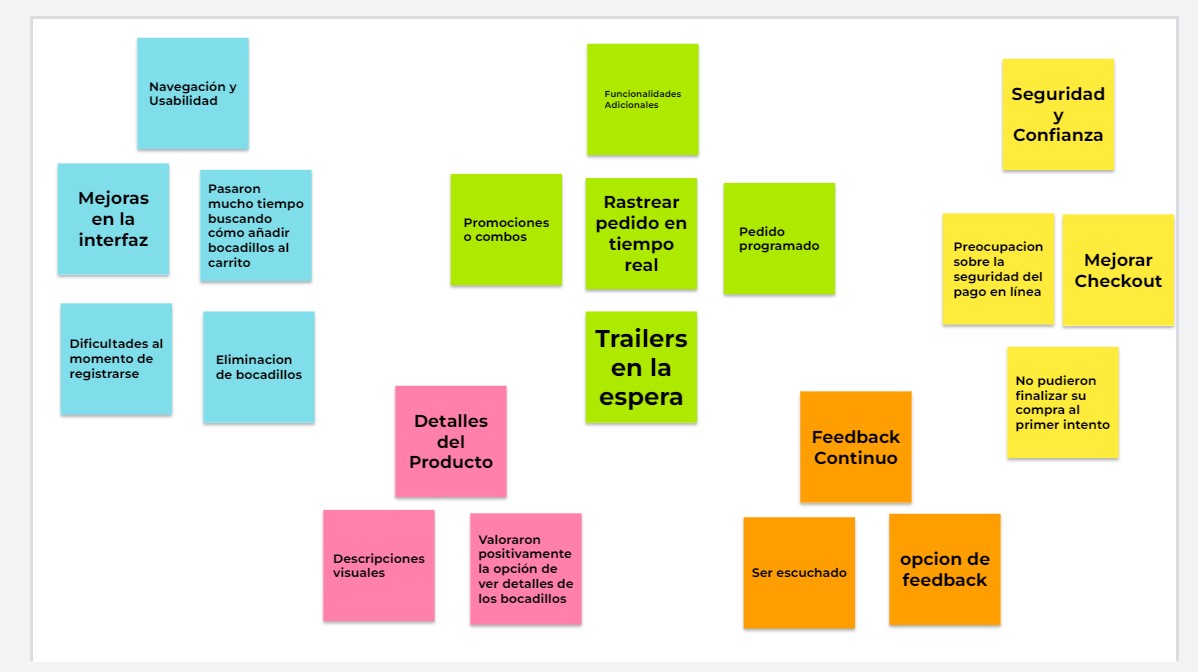 Navegación y
Usabilidad
Mejoras
en la
interfaz
Pasaron
mucho tiempo
buscando
cómo añadir
bocadillos al
carrito
Dificultades al
momento de
registrarse
Eliminacion
de bocadillos
Funcionalidades
Adicionales
Promociones
o combos
Rastrear
pedido en
tiempo
real
Pedido
programado
Trailers
en la
espera
Seguridad
y
Confianza
Preocupacion
sobre la
seguridad del
pago en línea
Mejorar
Checkout
No pudieron
finalizar su
compra al
primer intento
Detalles
del
Producto
Descripciones
visuales
Valoraron
positivamente
la opción de
ver detalles de
los bocadillos
Feedback
Continuo
Ser escuchado
opcion de
feedback